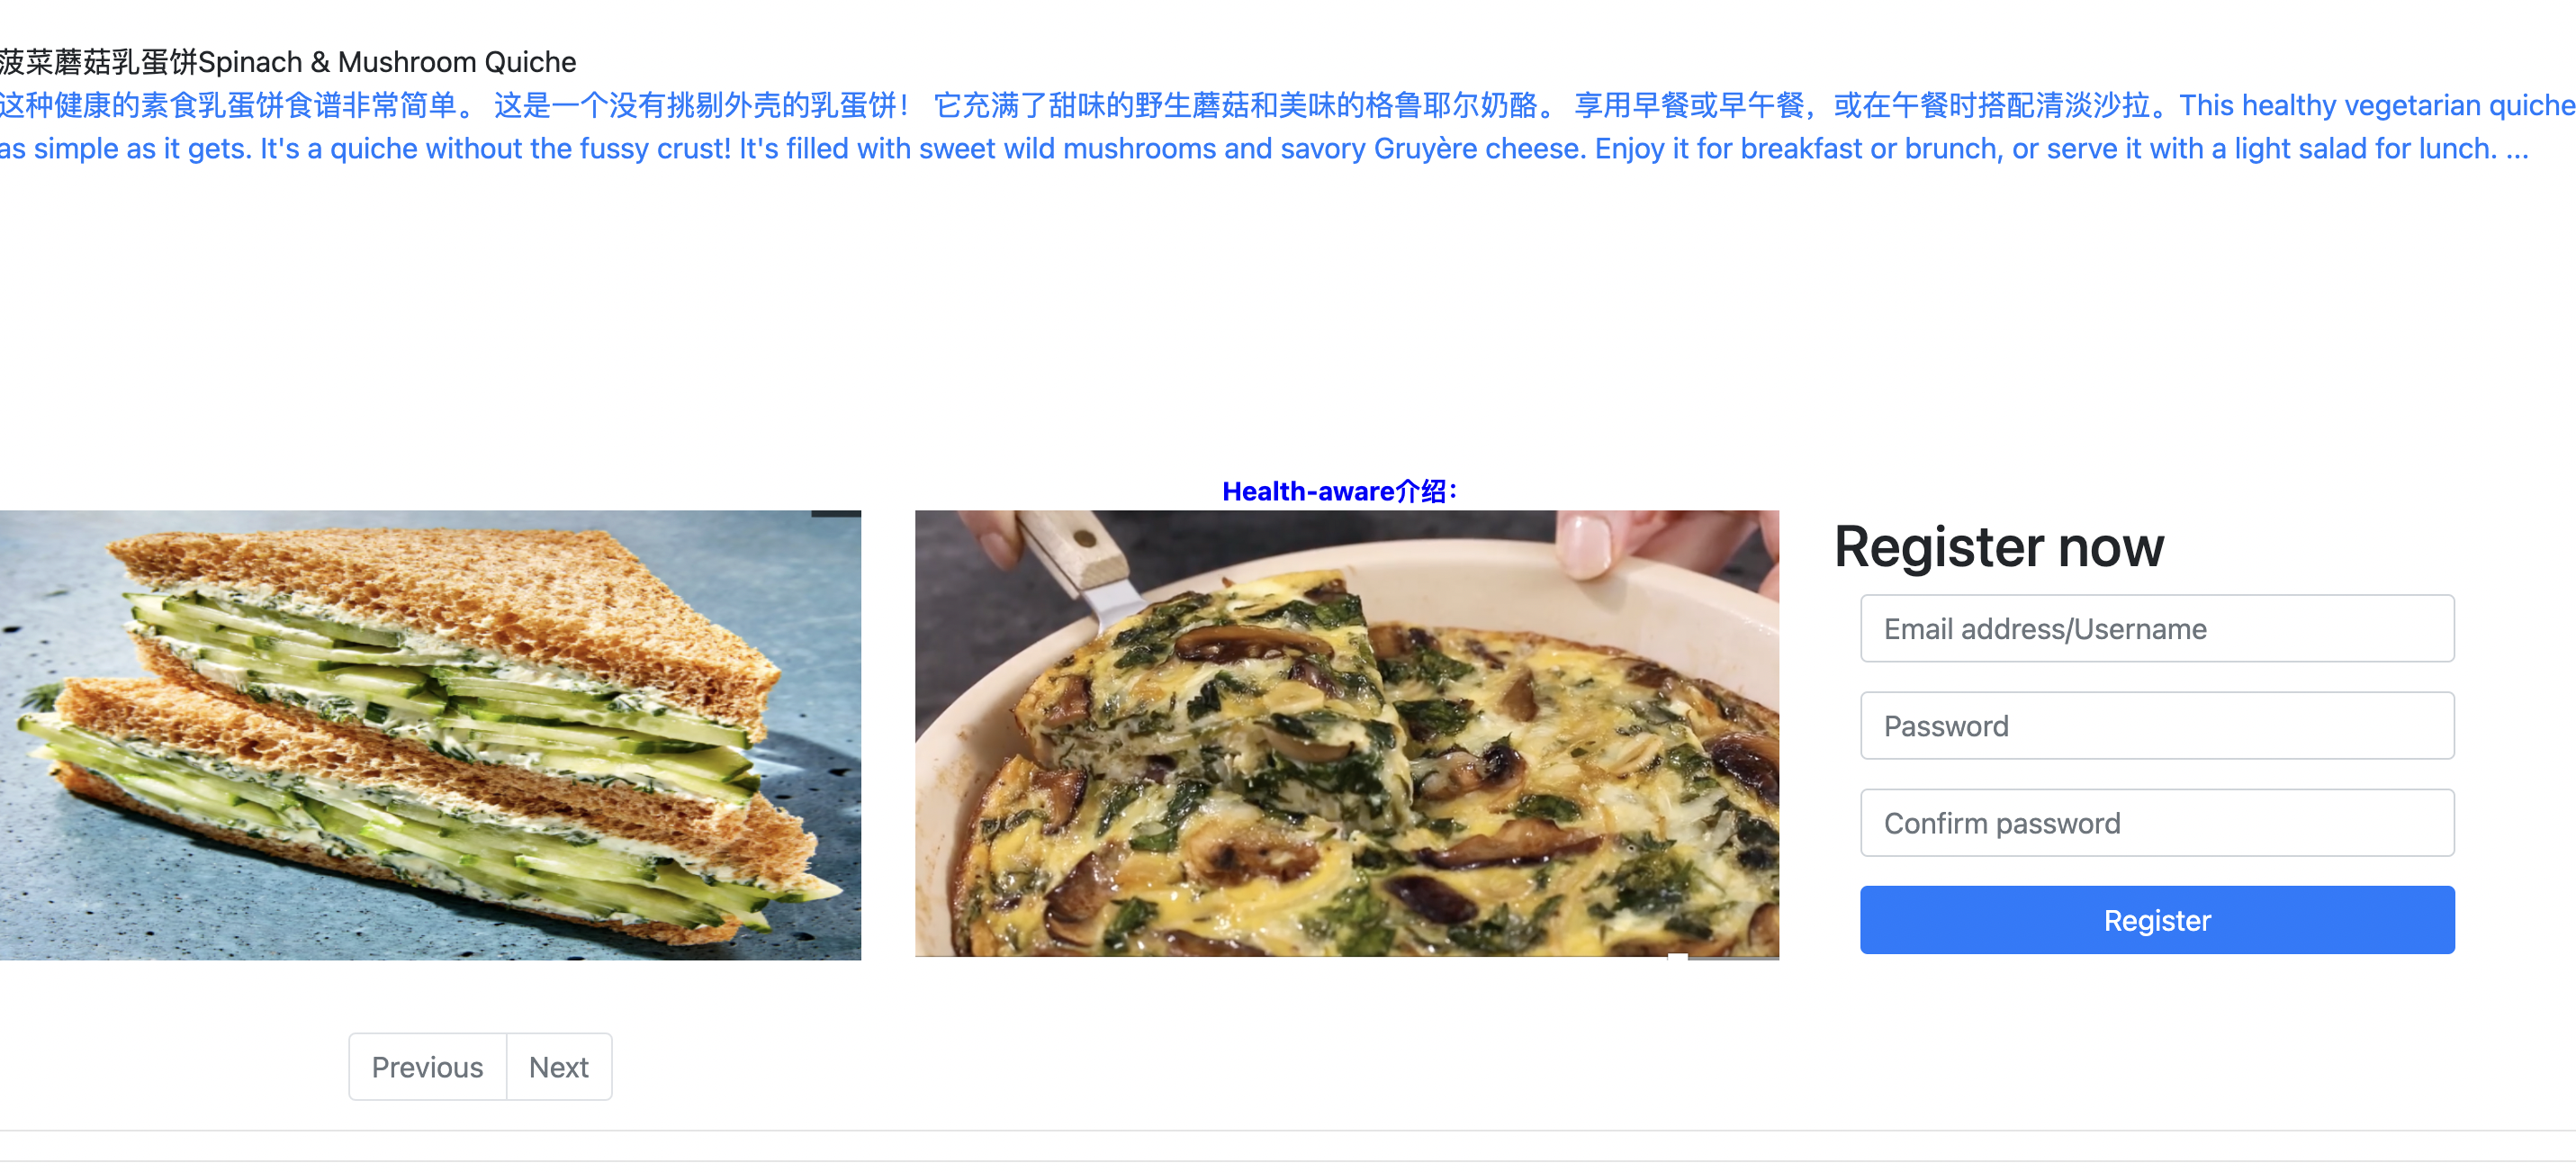 菠菜蘑菇乳蛋饼Spinach & Mushroom Quiche
这种健康的素食乳蛋饼食谱非常简单。 这是一个没有挑剔外壳的乳蛋饼！ 它充满了甜味的野生蘑菇和美味的格鲁耶尔奶酪。 享用早餐或早午餐，或在午餐时搭配清淡沙拉。This healthy vegetarian quiche
as simple as it gets. It's a quiche without the fussy crust! It's filled with sweet wild mushrooms and savory Gruyère cheese. Enjoy it for breakfast or brunch, or serve it with a light salad for lunch. ...
Health-aware介绍：
Register now
Email address/Username
Password
Confirm password
Register
Previous
Next